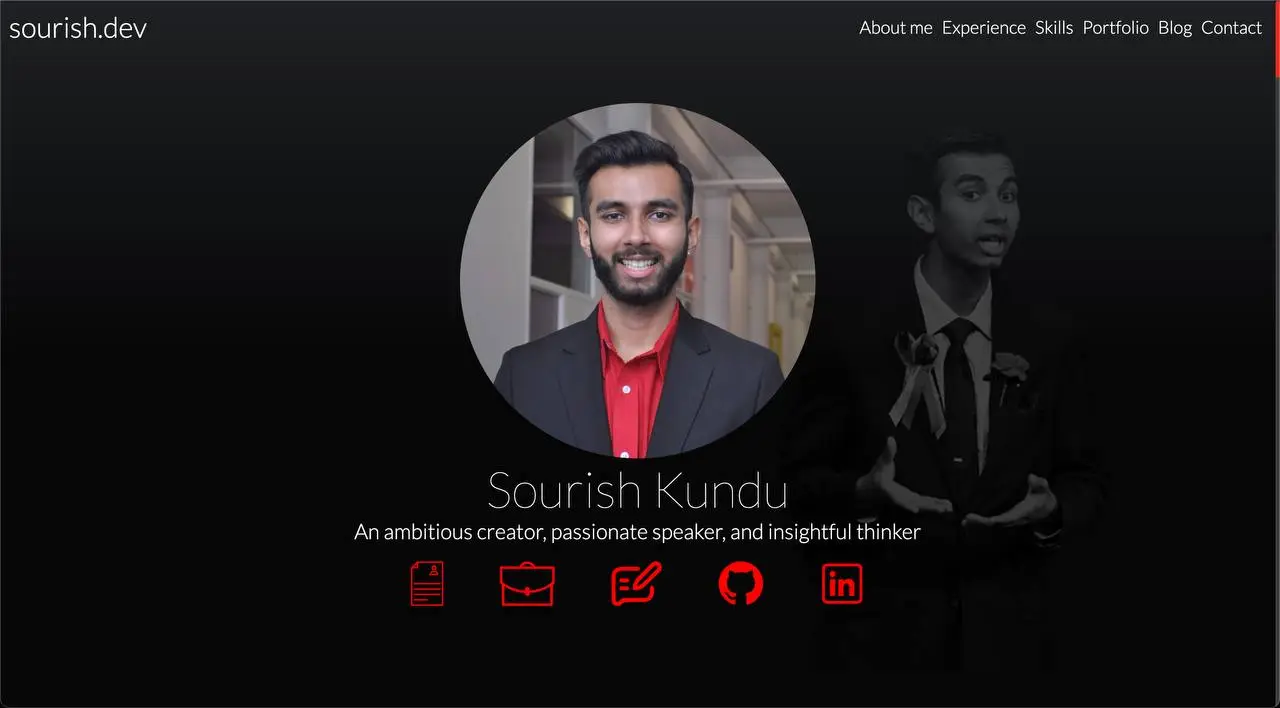 sourish.dev
About me Experience Skills Portfolio Blog Contact
Sourish Kundu
An ambitious creator, passionate speaker, and insightful thinker
in